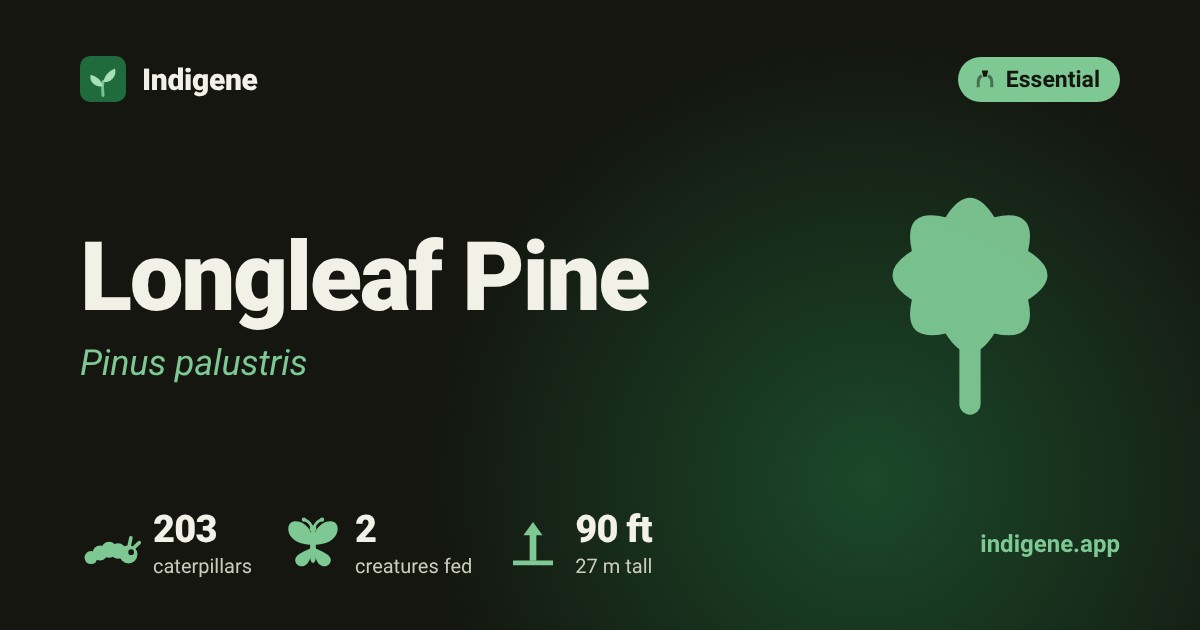 Indigene
Essential
Longleaf Pine
Pinus palustris
203
caterpillars
2
creatures fed
90 ft
27 m tall
indigene.app